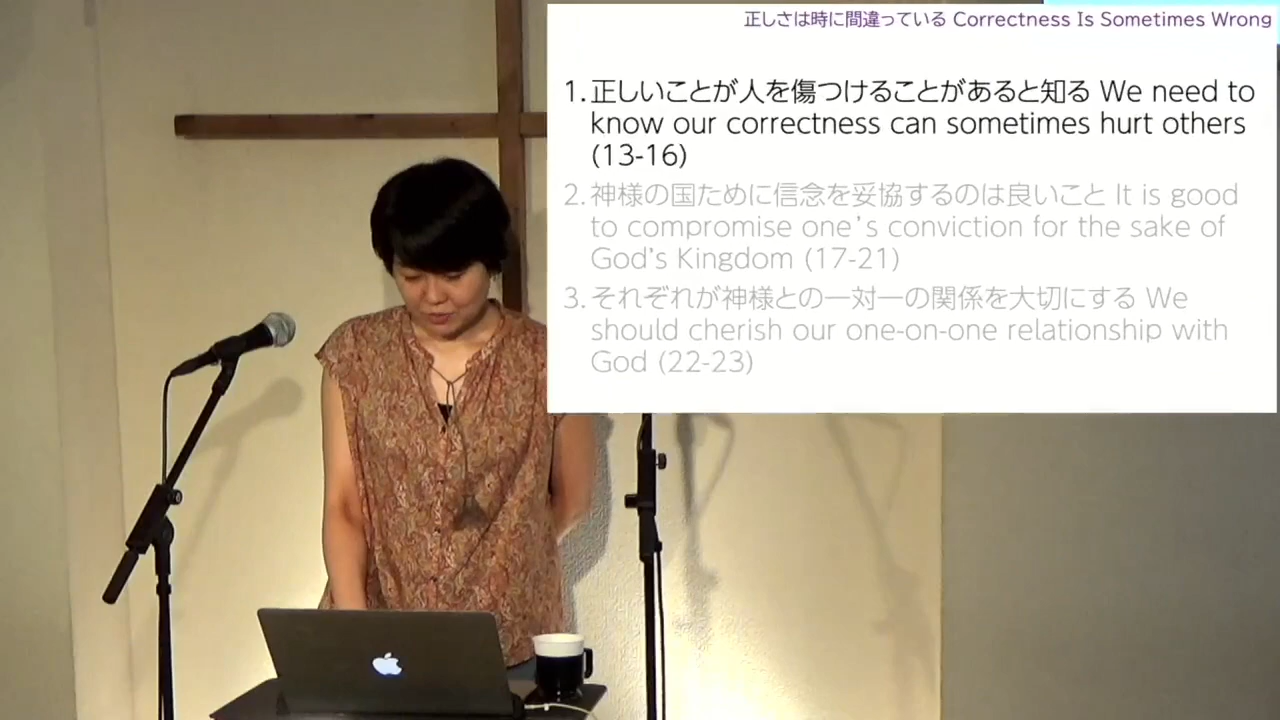 正しさは時に間違っている Correctness Is Sometimes Wrong
1. 正しいことが人を傷つけることがあると知る We need to
know our correctness can sometimes hurt others
(13-16)
2. 神様の国ために信念を妥協するのは良いこと It is good
to compromise one's conviction for the sake of
God's Kingdom (17-21)
3. それぞれが神様との一対一の関係を大切にする We
should cherish our one-on-one relationship with
God (22-23)